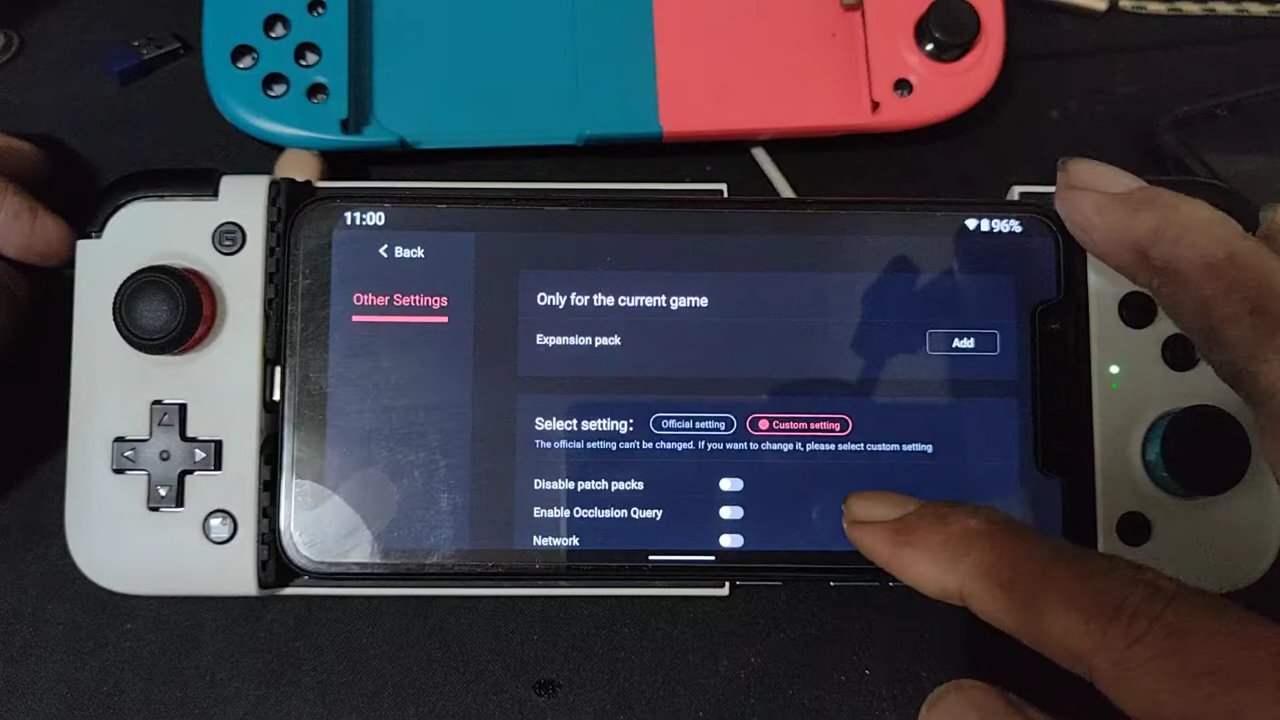 11:00
96%
Back
Other Settings
Only for the current game
Expansion pack
Add
Select setting:
Official setting
Custom setting
The official setting can't be changed. If you want to change it, please select custom setting
Disable patch packs
Enable Occlusion Query
Network